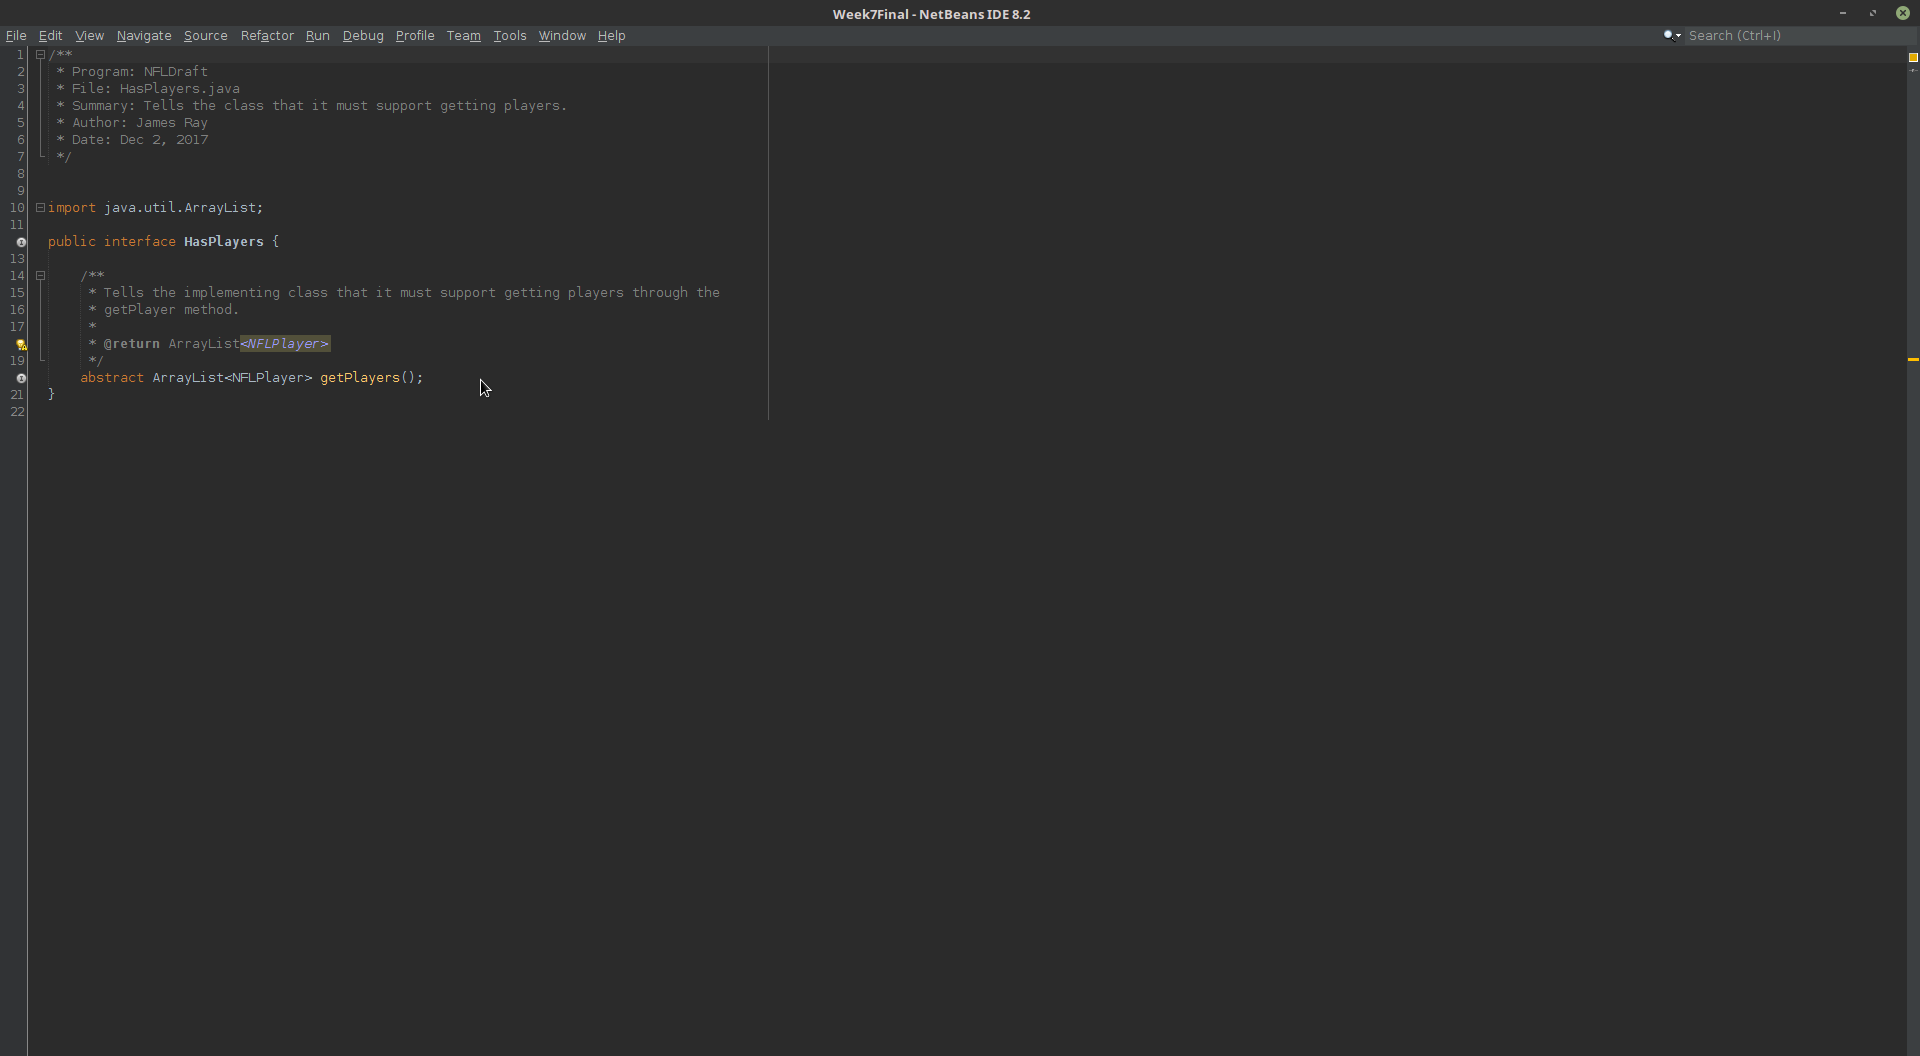 Week7Final - NetBeans IDE 8.2
File Edit View Navigate Source Refactor Run Debug Profile Team Tools Window Help Search (Ctrl+I)
1 /**
2 * Program: NFLDraft
3 * File: HasPlayers.java
4 * Summary: Tells the class that it must support getting players.
5 * Author: James Ray
6 * Date: Dec 2, 2017
7 */
8
9
10 import java.util.ArrayList;
11
public interface HasPlayers {
13
14 /**
15 * Tells the implementing class that it must support getting players through the
16 * getPlayer method.
17 *
* @return ArrayList<NFLPlayer>
19 */
abstract ArrayList<NFLPlayer> getPlayers();
21 }
22